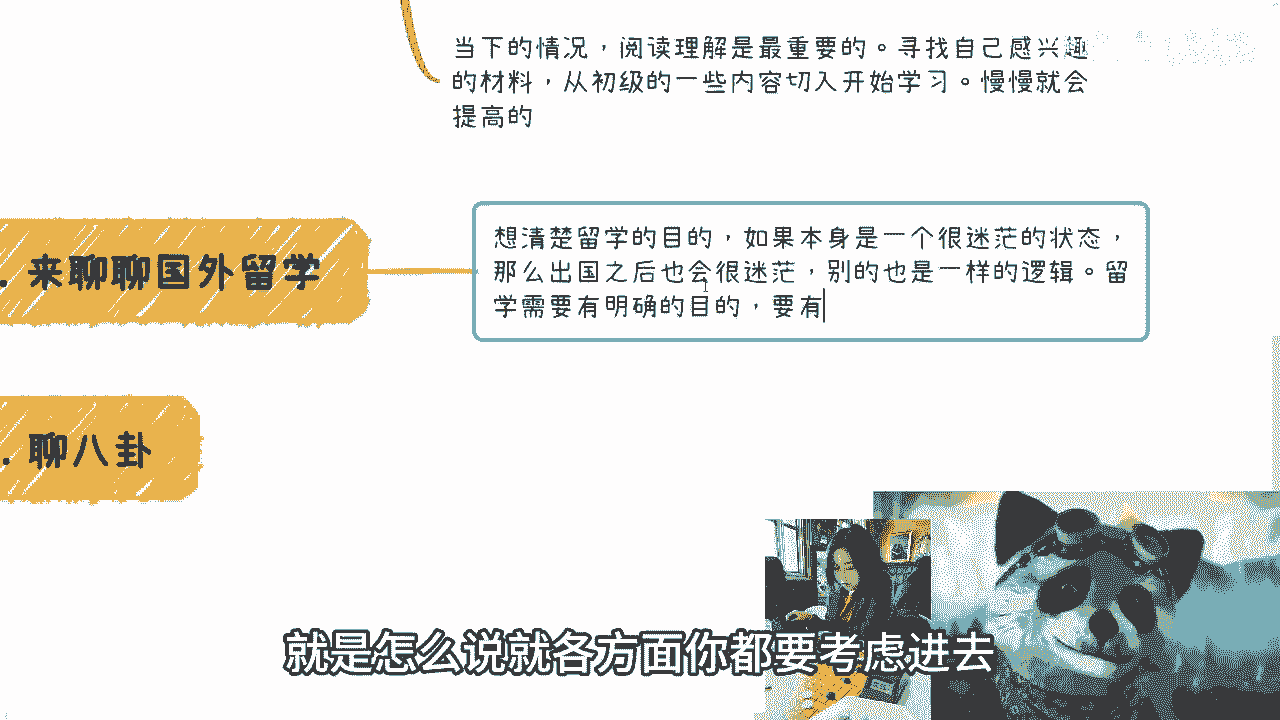 当下的情况，阅读理解是最重要的。寻找自己感兴趣
的材料，从初级的一些内容切入开始学习。慢慢就会
提高的
想清楚留学的目的，如果本身是一个很迷茫的状态，
. 来聊聊国外留学
那么出国之后也会很迷茫，别的也是一样的逻辑。留
学需要有明确的目的，要有
. 聊八卦
就是怎么说就各方面你都要考虑进去